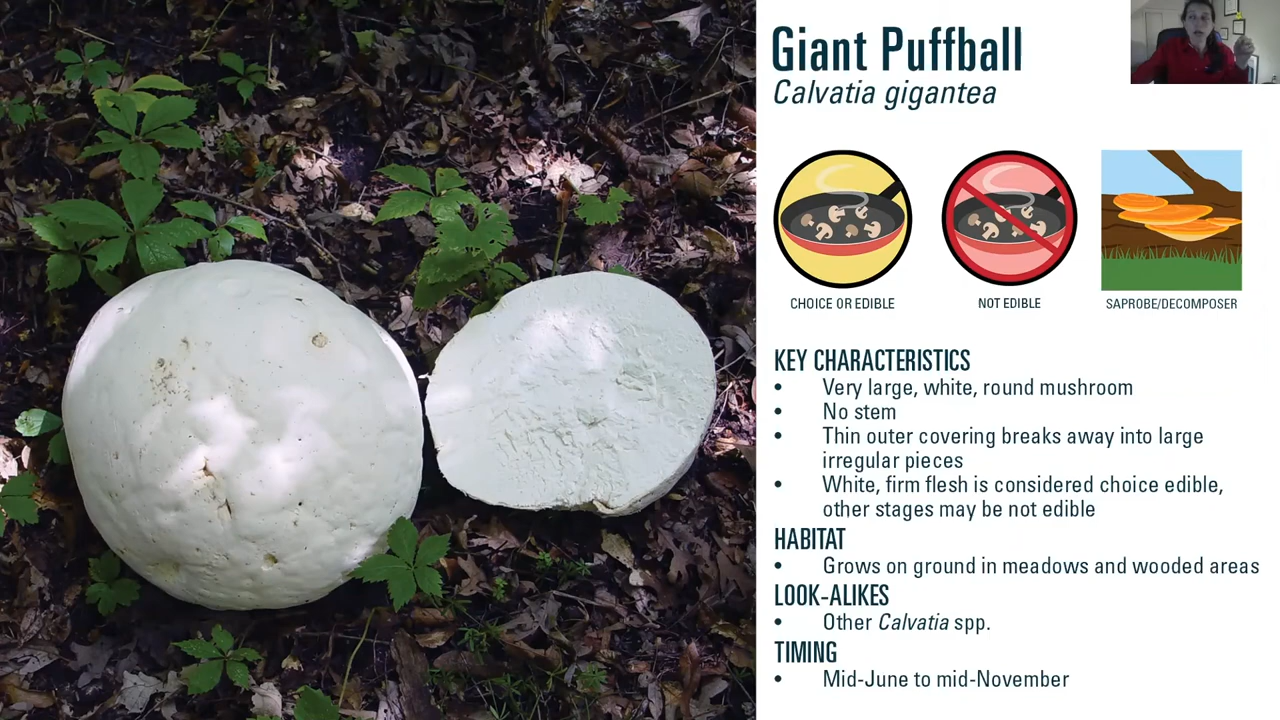 Giant Puffball
Calvatia gigantea
CHOICE OR EDIBLE
NOT EDIBLE
SAPROBE/DECOMPOSER
KEY CHARACTERISTICS
• Very large, white, round mushroom
• No stem
• Thin outer covering breaks away into large
irregular pieces
• White, firm flesh is considered choice edible,
other stages may be not edible
HABITAT
• Grows on ground in meadows and wooded areas
LOOK-ALIKES
• Other Calvatia spp.
TIMING
• Mid-June to mid-November